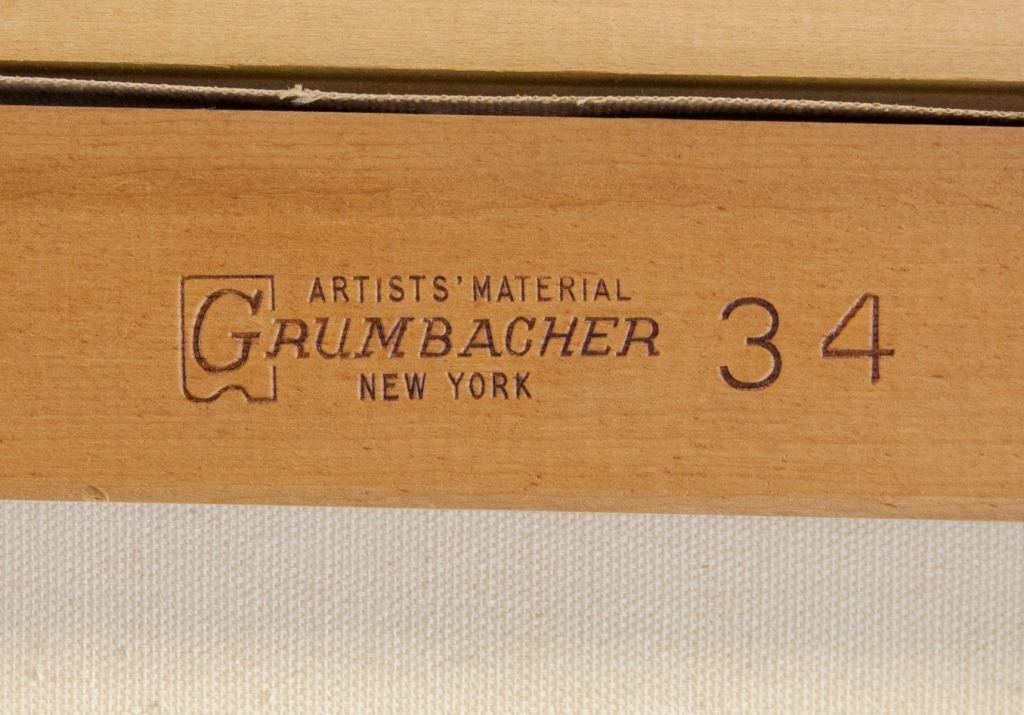 ARTISTS' MATERIAL
GRUMBACHER 34
NEW YORK